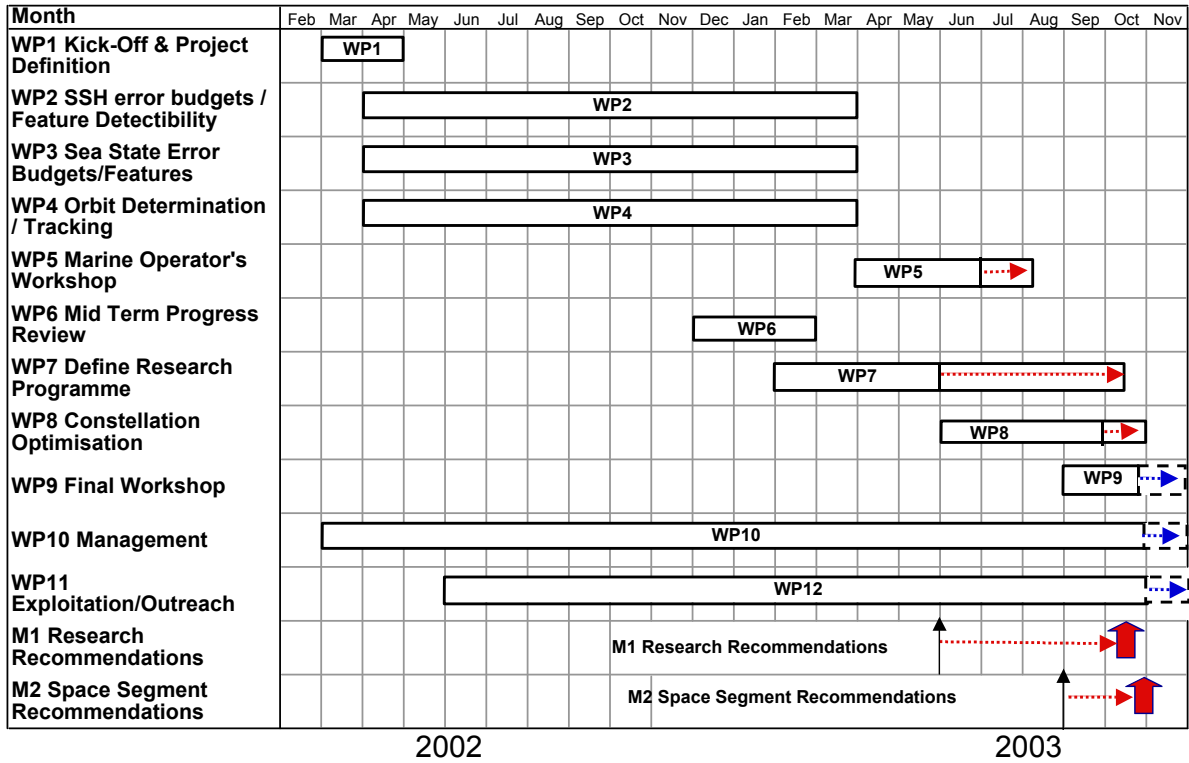 Month Feb Mar Apr May Jun Jul Aug Sep Oct Nov Dec Jan Feb Mar Apr May Jun Jul Aug Sep Oct Nov
WP1 Kick-Off & Project
Definition
WP1
WP2 SSH error budgets /
Feature Detectibility
WP2
WP3 Sea State Error
Budgets/Features
WP3
WP4 Orbit Determination
/ Tracking
WP4
WP5 Marine Operator's
Workshop
WP5
WP6 Mid Term Progress
Review
WP6
WP7 Define Research
Programme
WP7
WP8 Constellation
Optimisation
WP8
WP9 Final Workshop
WP9
WP10 Management
WP10
WP11
Exploitation/Outreach
WP12
M1 Research
Recommendations
M1 Research Recommendations
M2 Space Segment
Recommendations
M2 Space Segment Recommendations
2002 2003